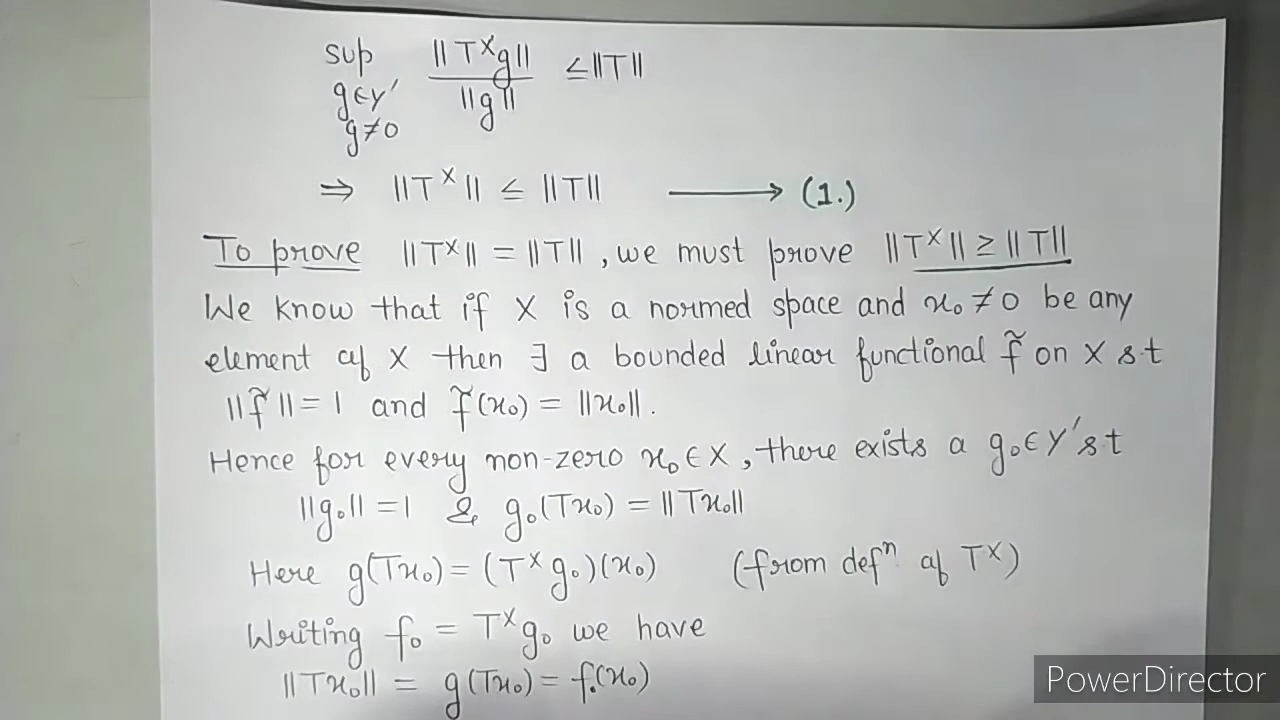 sup ||T^x g|| / ||g|| ≤ ||T||
g∈Y'
g≠0
⇒ ||T^x|| ≤ ||T|| ⟶ (1.)
To prove ||T^x|| = ||T||, we must prove ||T^x|| ≥ ||T||
We know that if X is a normed space and x₀ ≠ 0 be any
element of X then ∃ a bounded linear functional f̃ on X s.t
||f̃|| = 1 and f̃(x₀) = ||x₀||.
Hence for every non-zero x₀ ∈ X, there exists a g₀ ∈ Y' s.t
||g₀|| = 1 & g₀(Tx₀) = ||Tx₀||
Here g(Tx₀) = (T^x g₀)(x₀) (from defⁿ of T^x)
Writing f₀ = T^x g₀ we have
||Tx₀|| = g(Tx₀) = f₀(x₀)
PowerDirector